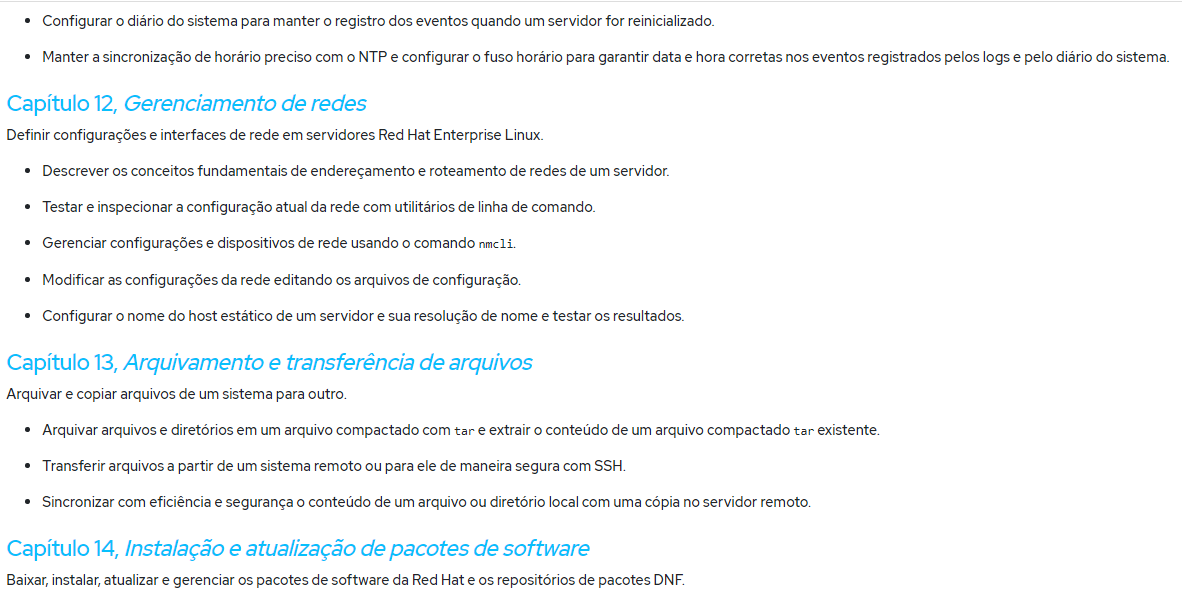 • Configurar o diário do sistema para manter o registro dos eventos quando um servidor for reinicializado.
• Manter a sincronização de horário preciso com o NTP e configurar o fuso horário para garantir data e hora corretas nos eventos registrados pelos logs e pelo diário do sistema.
Capítulo 12, Gerenciamento de redes
Definir configurações e interfaces de rede em servidores Red Hat Enterprise Linux.
• Descrever os conceitos fundamentais de endereçamento e roteamento de redes de um servidor.
• Testar e inspecionar a configuração atual da rede com utilitários de linha de comando.
• Gerenciar configurações e dispositivos de rede usando o comando nmcli.
• Modificar as configurações da rede editando os arquivos de configuração.
• Configurar o nome do host estático de um servidor e sua resolução de nome e testar os resultados.
Capítulo 13, Arquivamento e transferência de arquivos
Arquivar e copiar arquivos de um sistema para outro.
• Arquivar arquivos e diretórios em um arquivo compactado com tar e extrair o conteúdo de um arquivo compactado tar existente.
• Transferir arquivos a partir de um sistema remoto ou para ele de maneira segura com SSH.
• Sincronizar com eficiência e segurança o conteúdo de um arquivo ou diretório local com uma cópia no servidor remoto.
Capítulo 14, Instalação e atualização de pacotes de software
Baixar, instalar, atualizar e gerenciar os pacotes de software da Red Hat e os repositórios de pacotes DNF.